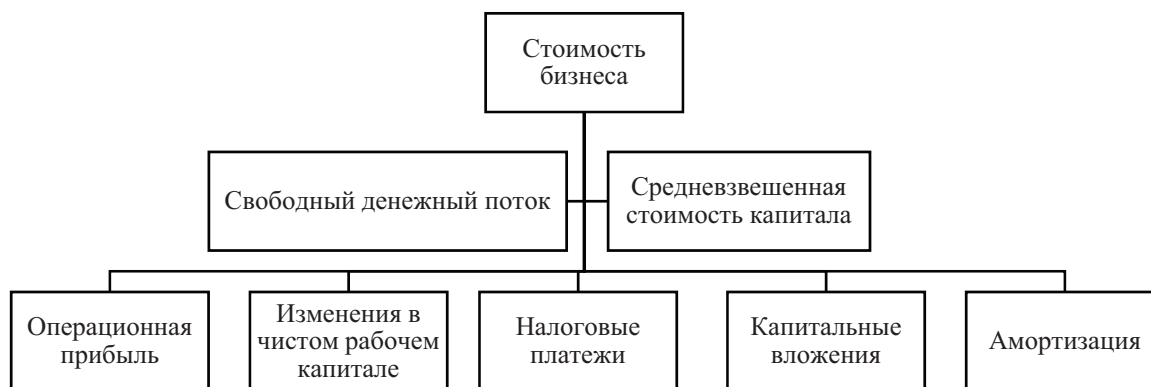 Стоимость
бизнеса
Свободный денежный поток
Средневзвешенная
стоимость капитала
Операционная
прибыль
Изменения в
чистом рабочем
капитале
Налоговые
платежи
Капитальные
вложения
Амортизация